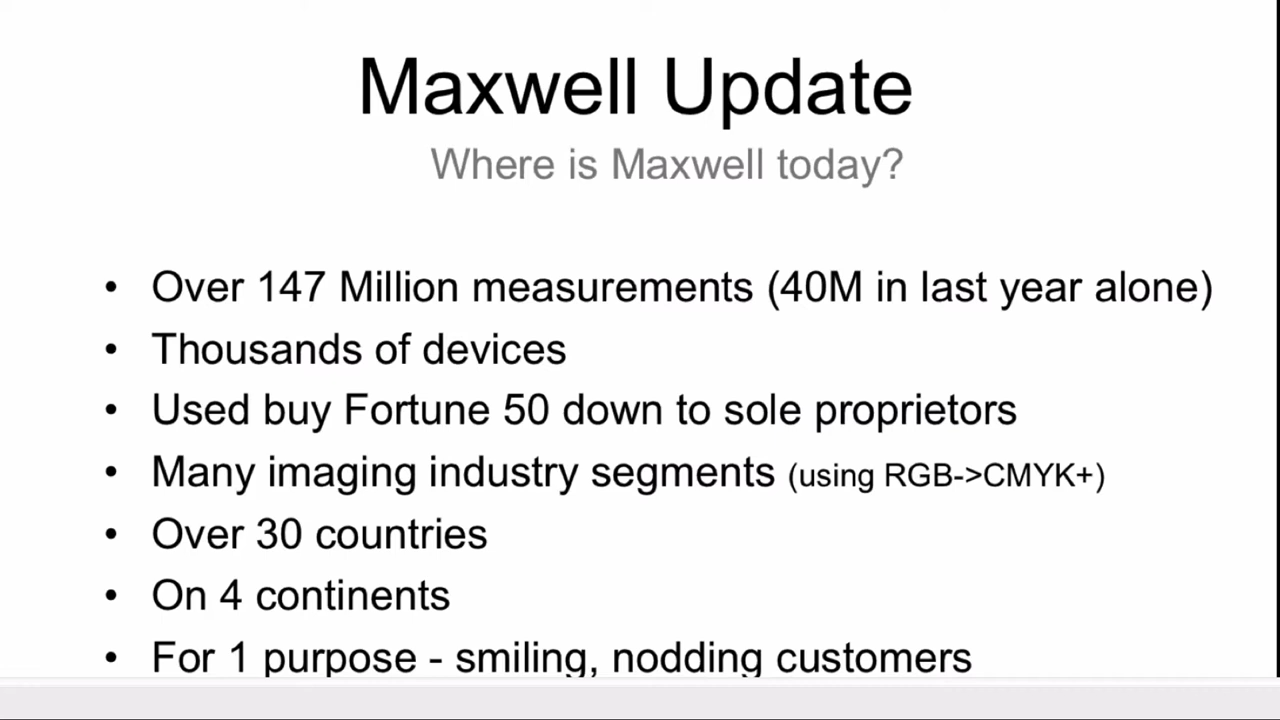 Maxwell Update
Where is Maxwell today?
• Over 147 Million measurements (40M in last year alone)
• Thousands of devices
• Used buy Fortune 50 down to sole proprietors
• Many imaging industry segments (using RGB->CMYK+)
• Over 30 countries
• On 4 continents
• For 1 purpose - smiling, nodding customers